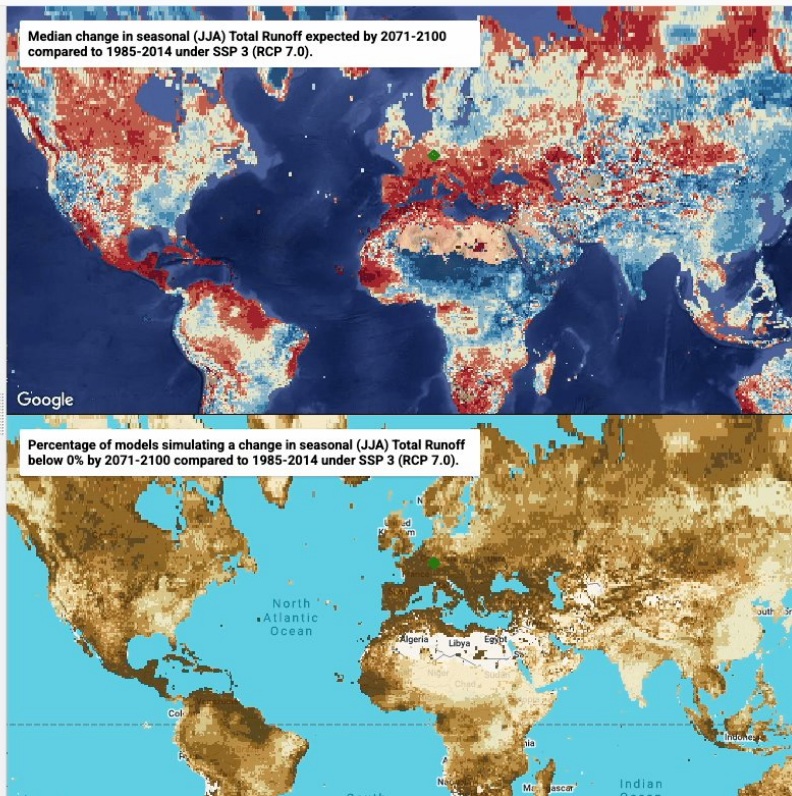 Median change in seasonal (JJA) Total Runoff expected by 2071-2100
compared to 1985-2014 under SSP 3 (RCP 7.0).
Google
Percentage of models simulating a change in seasonal (JJA) Total Runoff
below 0% by 2071-2100 compared to 1985-2014 under SSP 3 (RCP 7.0).
North
Atlantic
Ocean
Algeria
Libya
Egypt
Niger
Chad
Indian